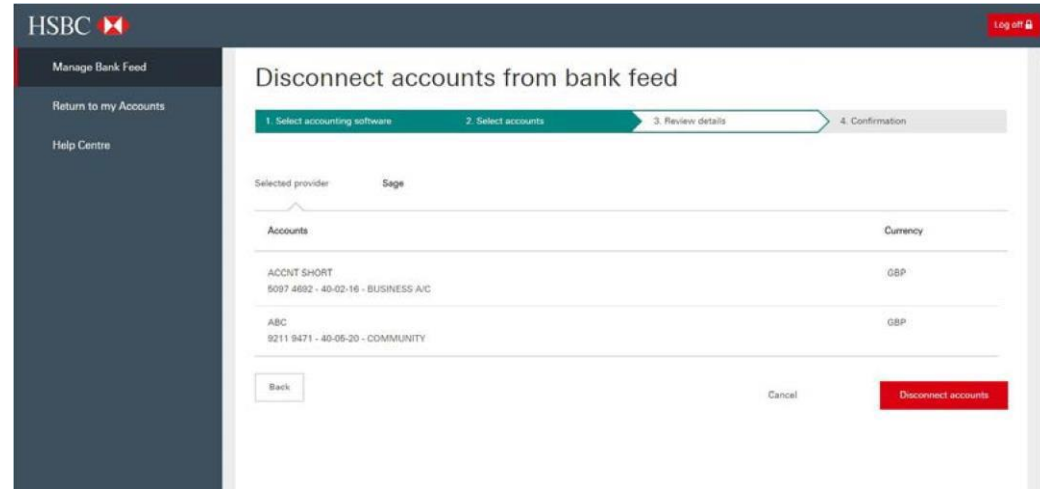 HSBC
Log off
Manage Bank Feed
Return to my Accounts
Help Centre
Disconnect accounts from bank feed
1. Select accounting software 2. Select accounts 3. Review details 4. Confirmation
Selected provider Sage
Accounts Currency
ACCNT SHORT GBP
5097 4692 - 40-02-16 - BUSINESS A/C
ABC GBP
9211 9471 - 40-05-20 - COMMUNITY
Back Cancel Disconnect accounts